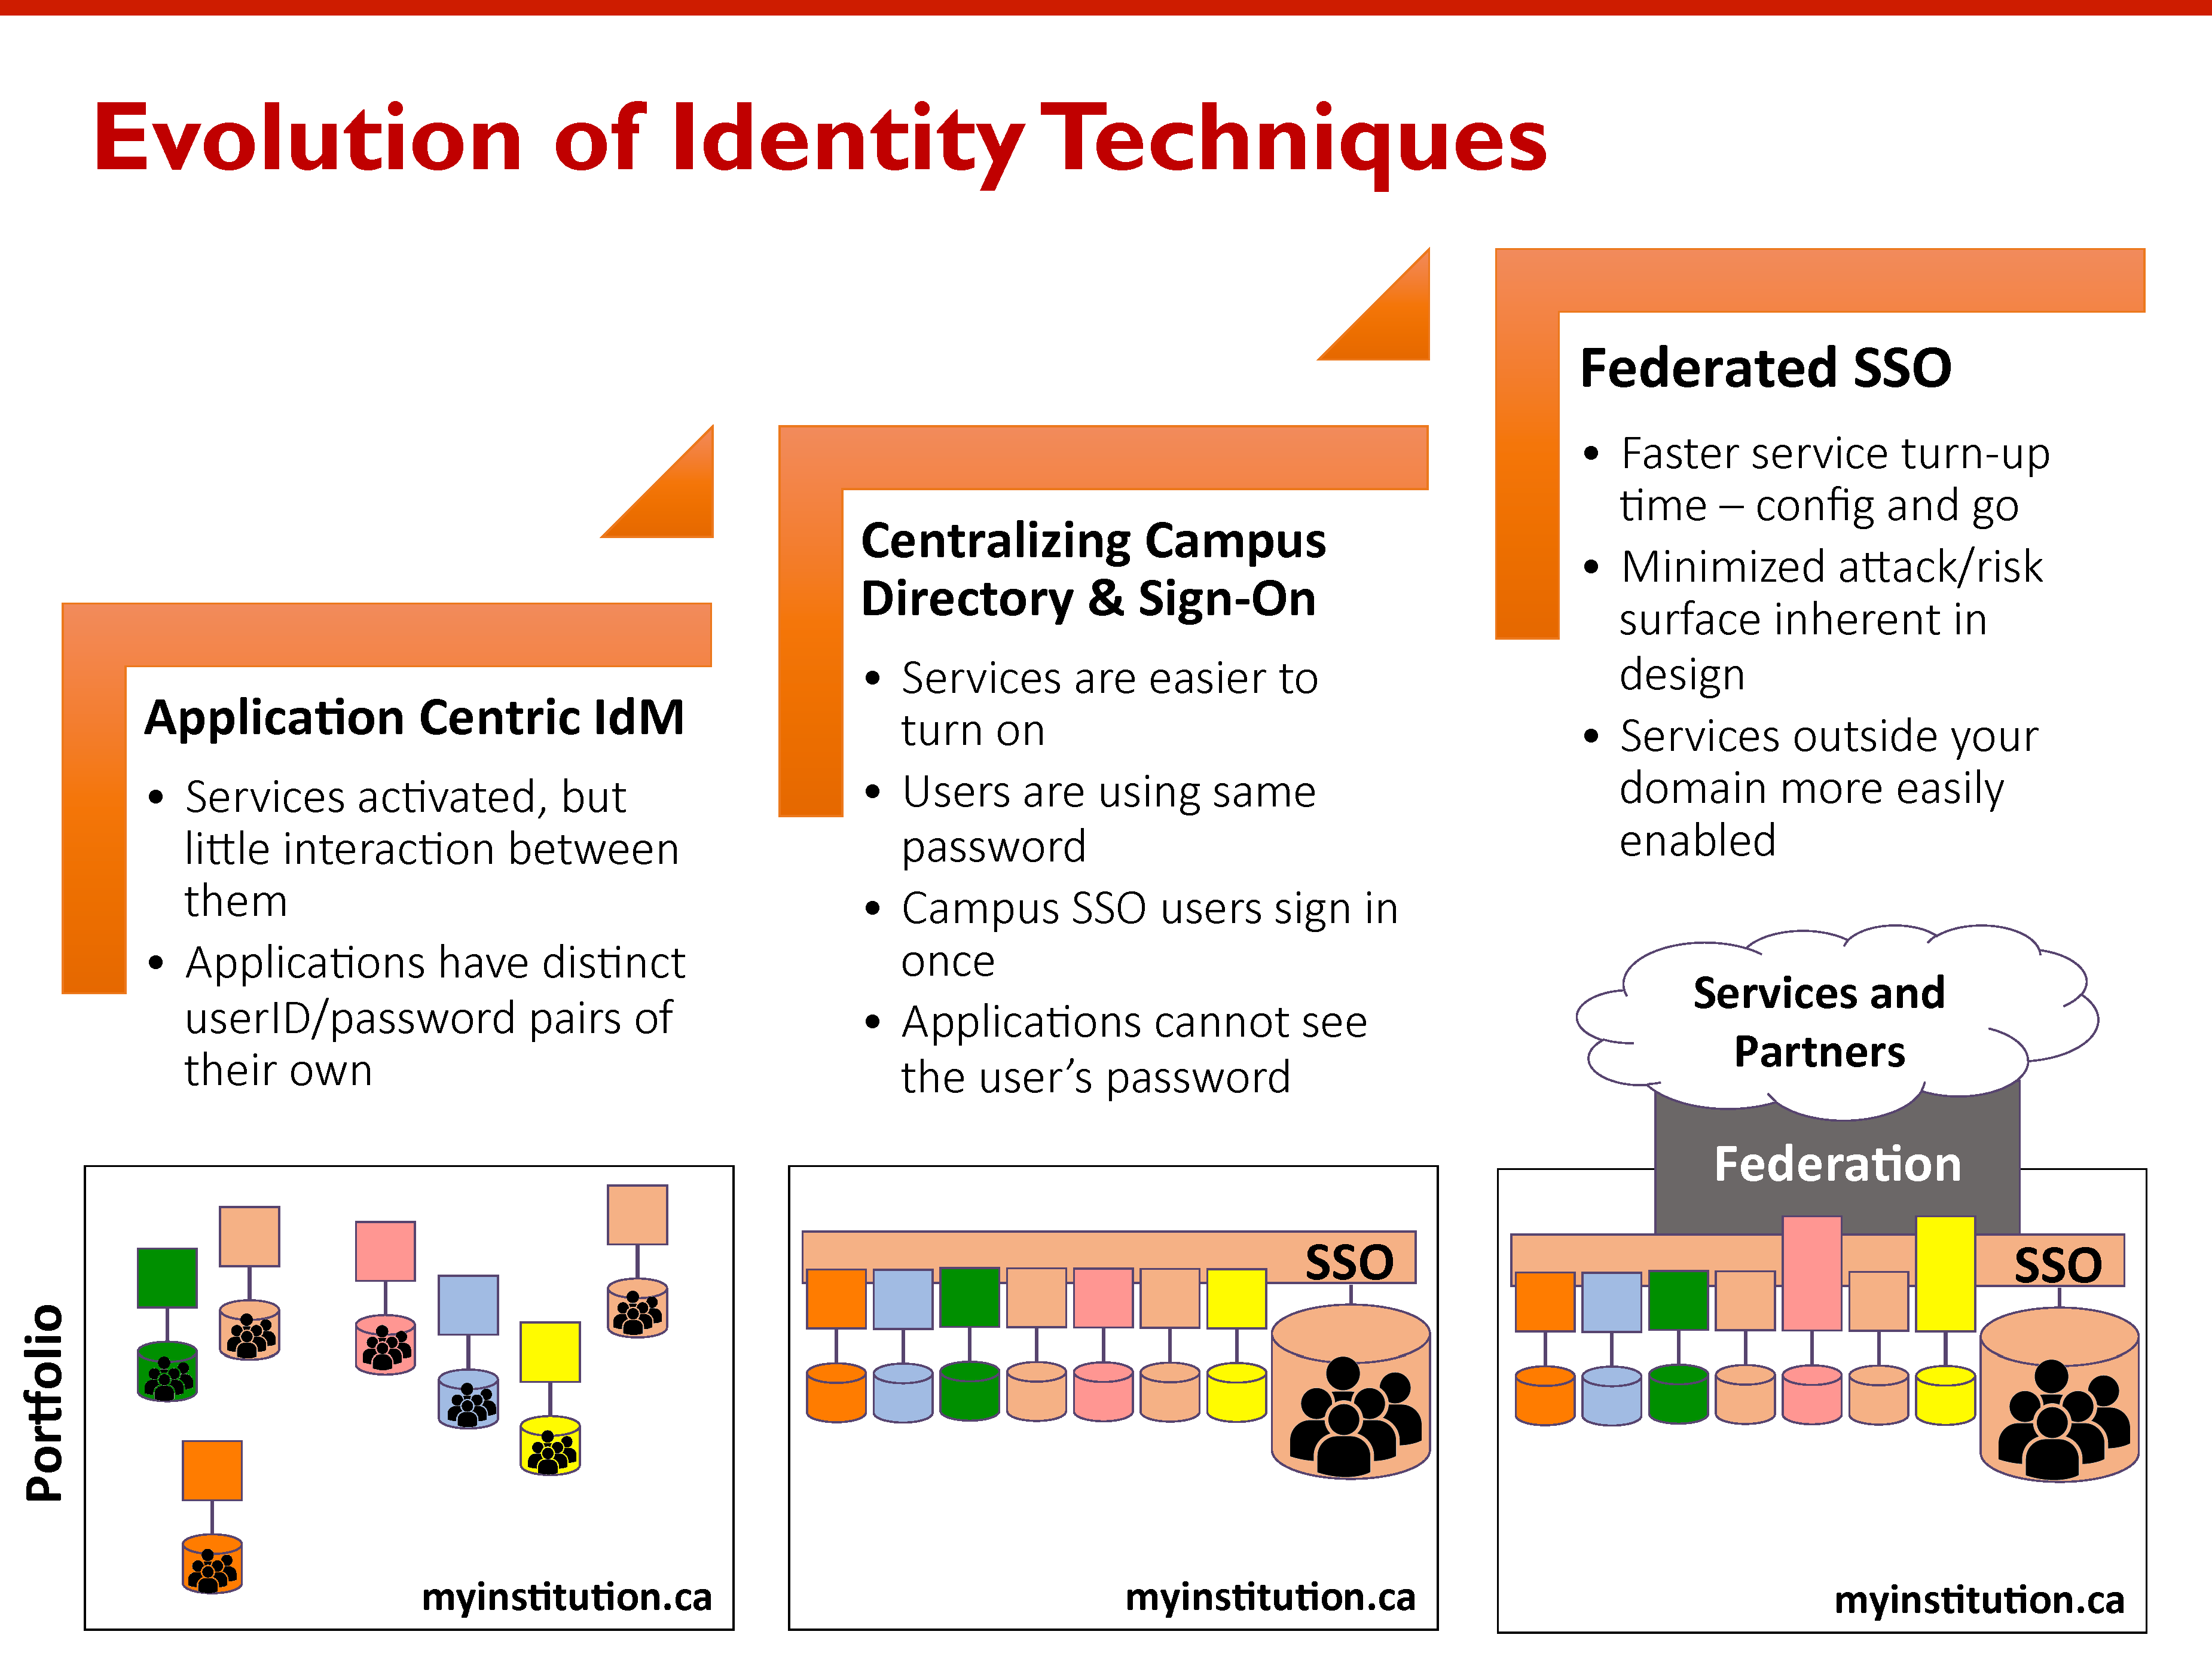 Evolution of Identity Techniques
Application Centric IdM
• Services activated, but
little interaction between
them
• Applications have distinct
userID/password pairs of
their own
Centralizing Campus
Directory & Sign-On
• Services are easier to
turn on
• Users are using same
password
• Campus SSO users sign in
once
• Applications cannot see
the user’s password
Federated SSO
• Faster service turn-up
time – config and go
• Minimized attack/risk
surface inherent in
design
• Services outside your
domain more easily
enabled
Services and
Partners
Federation
Portfolio
myinstitution.ca
SSO
myinstitution.ca
SSO
myinstitution.ca